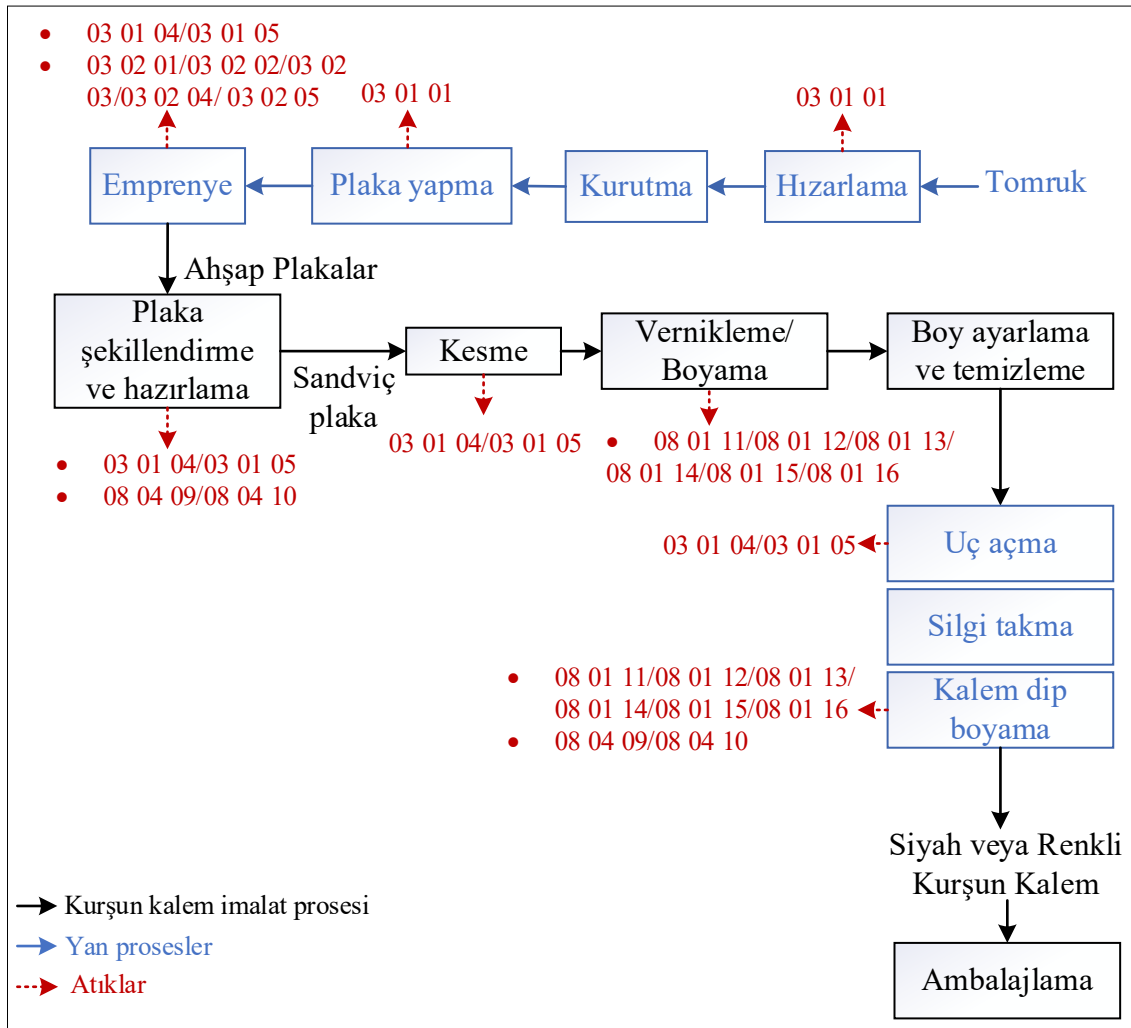 • 03 01 04/03 01 05
• 03 02 01/03 02 02/03 02
03/03 02 04/ 03 02 05
03 01 01
03 01 01
Emprenye
Plaka yapma
Kurutma
Hızarlama
Tomruk
Ahşap Plakalar
Plaka
şekillendirme
ve hazırlama
Sandviç
plaka
Kesme
Vernikleme/
Boyama
Boy ayarlama
ve temizleme
• 03 01 04/03 01 05
• 08 04 09/08 04 10
03 01 04/03 01 05
• 08 01 11/08 01 12/08 01 13/
08 01 14/08 01 15/08 01 16
03 01 04/03 01 05
Uç açma
Silgi takma
• 08 01 11/08 01 12/08 01 13/
08 01 14/08 01 15/08 01 16
• 08 04 09/08 04 10
Kalem dip
boyama
Siyah veya Renkli
Kurşun Kalem
Ambalajlama
Kurşun kalem imalat prosesi
Yan prosesler
Atıklar